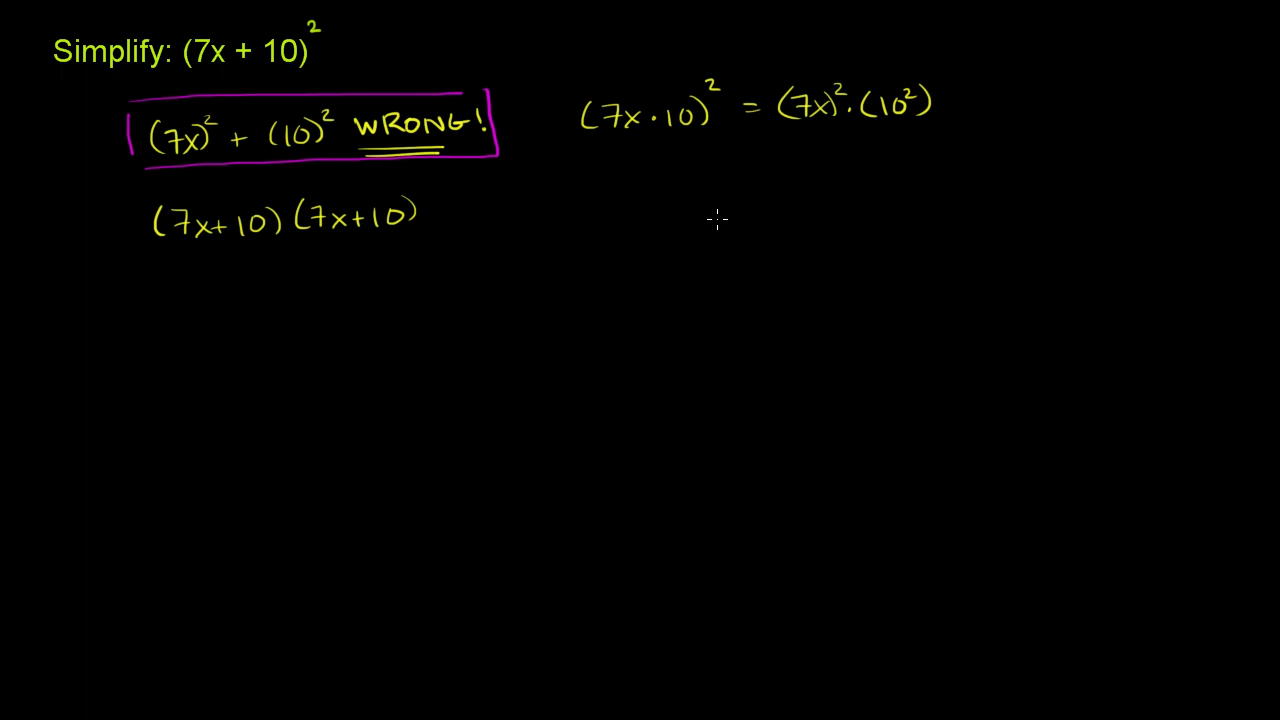 Simplify: (7x + 10)²
(7x)² + (10)² WRONG!
(7x · 10)² = (7x)² · (10²)
(7x+10)(7x+10)